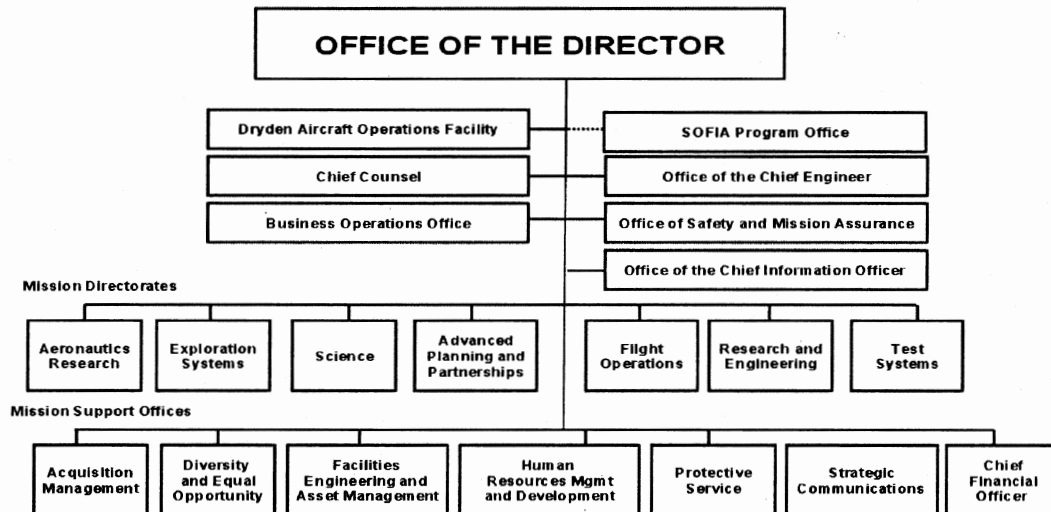 OFFICE OF THE DIRECTOR
Dryden Aircraft Operations Facility
SOFIA Program Office
Chief Counsel
Office of the Chief Engineer
Business Operations Office
Office of Safety and Mission Assurance
Office of the Chief Information Officer
Mission Directorates
Aeronautics
Research
Exploration
Systems
Science
Advanced
Planning and
Partnerships
Flight
Operations
Research and
Engineering
Test
Systems
Mission Support Offices
Acquisition
Management
Diversity
and Equal
Opportunity
Facilities
Engineering and
Asset Management
Human
Resources Mgmt
and Development
Protective
Service
Strategic
Communications
Chief
Financial
Officer